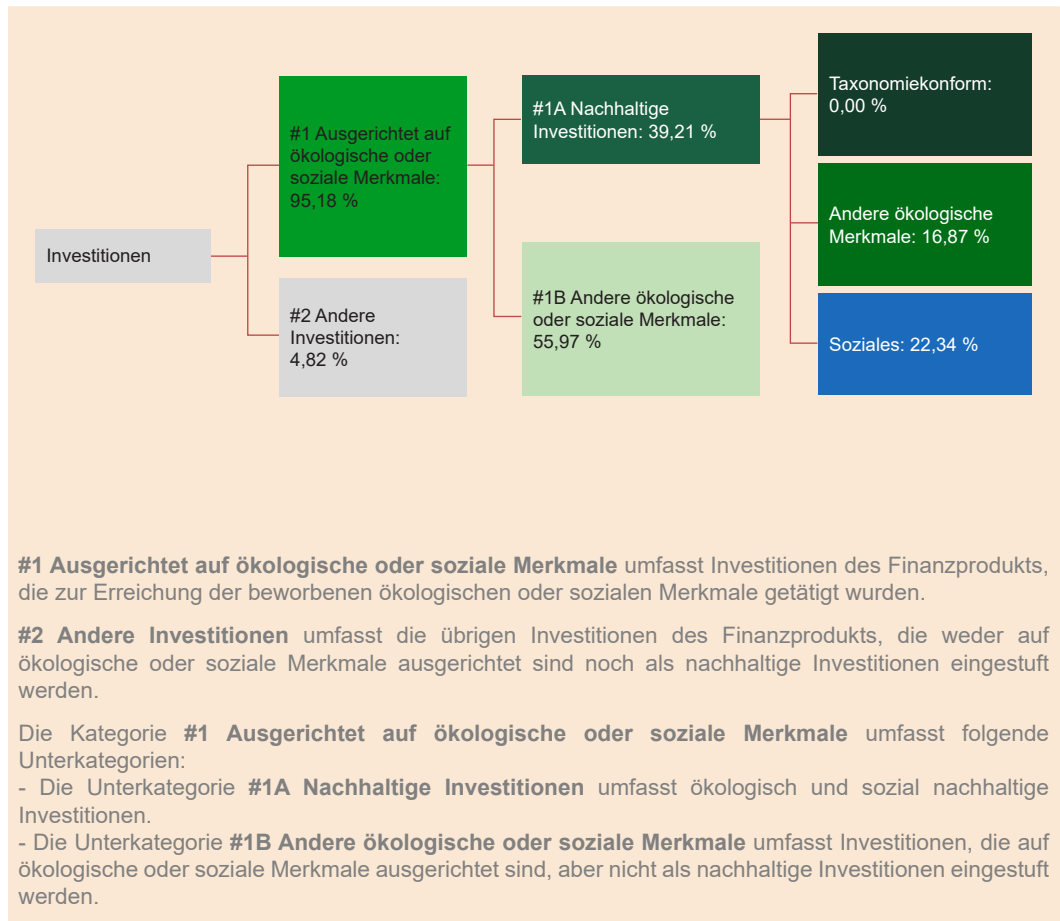 Investitionen
#1 Ausgerichtet auf
ökologische oder
soziale Merkmale:
95,18 %
#2 Andere
Investitionen:
4,82 %
#1A Nachhaltige
Investitionen: 39,21 %
#1B Andere ökologische
oder soziale Merkmale:
55,97 %
Taxonomiekonform:
0,00 %
Andere ökologische
Merkmale: 16,87 %
Soziales: 22,34 %
#1 Ausgerichtet auf ökologische oder soziale Merkmale umfasst Investitionen des Finanzprodukts,
die zur Erreichung der beworbenen ökologischen oder sozialen Merkmale getätigt wurden.
#2 Andere Investitionen umfasst die übrigen Investitionen des Finanzprodukts, die weder auf
ökologische oder soziale Merkmale ausgerichtet sind noch als nachhaltige Investitionen eingestuft
werden.
Die Kategorie #1 Ausgerichtet auf ökologische oder soziale Merkmale umfasst folgende
Unterkategorien:
- Die Unterkategorie #1A Nachhaltige Investitionen umfasst ökologisch und sozial nachhaltige
Investitionen.
- Die Unterkategorie #1B Andere ökologische oder soziale Merkmale umfasst Investitionen, die auf
ökologische oder soziale Merkmale ausgerichtet sind, aber nicht als nachhaltige Investitionen eingestuft
werden.